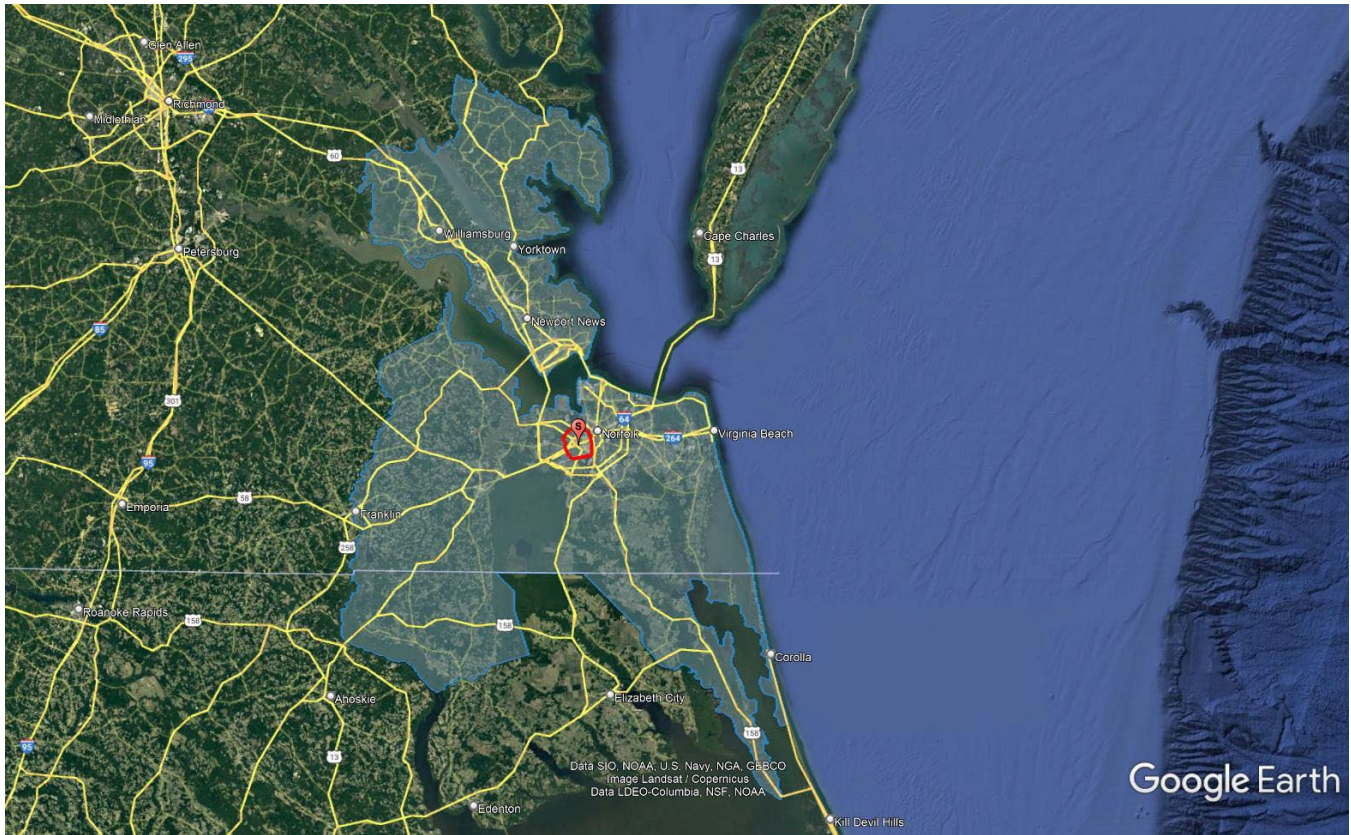 Glen Allen
295
Richmond
Midlothian
60
13
Williamsburg
Yorktown
Cape Charles
Petersburg
13
Newport News
85
301
S
64
Norfolk
264
Virginia Beach
95
58
Emporia
Franklin
258
Roanoke Rapids
158
158
Corolla
Ahoskie
Elizabeth City
158
95
13
Data SIO, NOAA, U.S. Navy, NGA, GEBCO
Image Landsat / Copernicus
Data LDEO-Columbia, NSF, NOAA
Google Earth
Edenton
Kill Devil Hills